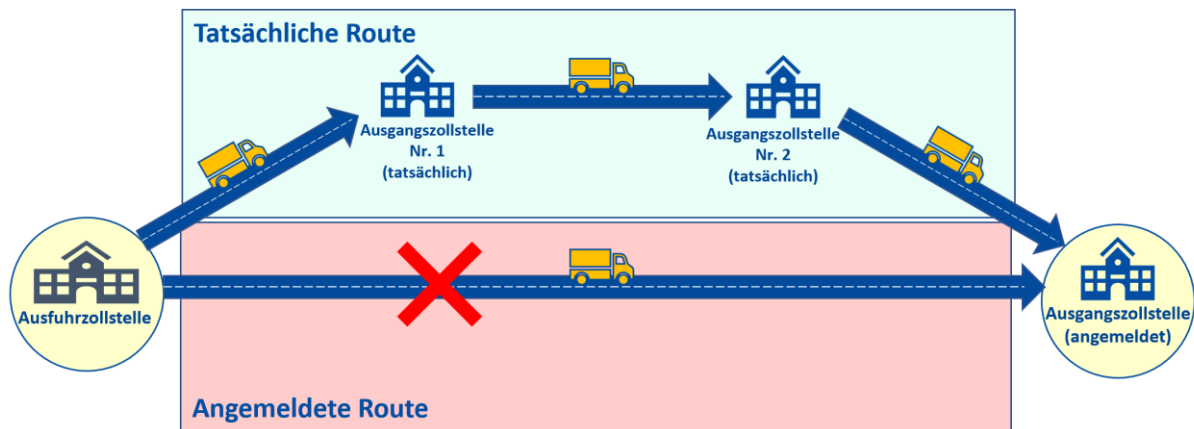 Tatsächliche Route
Ausgangszollstelle
Nr. 1
(tatsächlich)
Ausgangszollstelle
Nr. 2
(tatsächlich)
Ausfuhrzollstelle
Ausgangszollstelle
(angemeldet)
Angemeldete Route